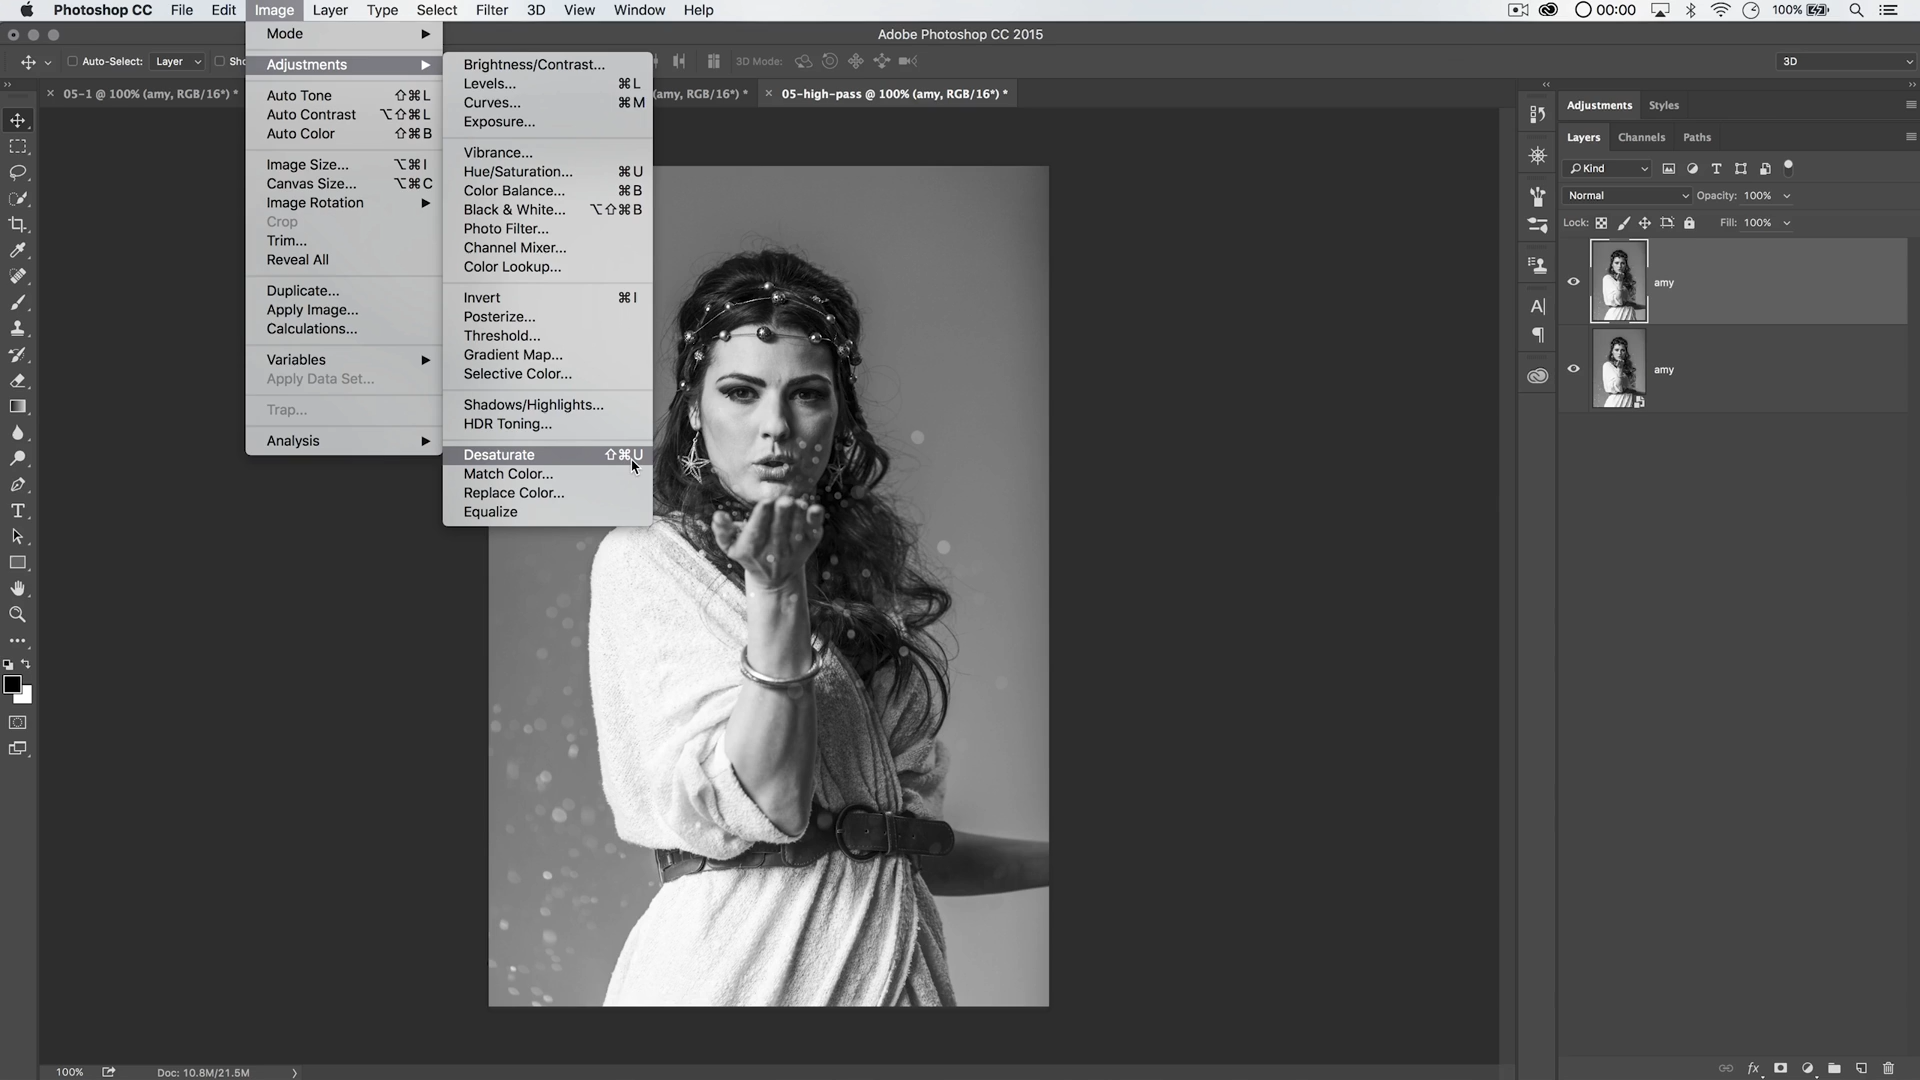 Photoshop CC File Edit Image Layer Type Select Filter 3D View Window Help 00:00 100%
Adobe Photoshop CC 2015
Auto-Select: Layer Sho 3D Mode: 3D
05-1 @ 100% (amy, RGB/16*) * (amy, RGB/16*) * 05-high-pass @ 100% (amy, RGB/16*) *
Mode
Adjustments
Auto Tone ⇧⌘L
Auto Contrast ⌥⇧⌘L
Auto Color ⇧⌘B
Image Size... ⌥⌘I
Canvas Size... ⌥⌘C
Image Rotation
Crop
Trim...
Reveal All
Duplicate...
Apply Image...
Calculations...
Variables
Apply Data Set...
Trap...
Analysis
Brightness/Contrast...
Levels... ⌘L
Curves... ⌘M
Exposure...
Vibrance...
Hue/Saturation... ⌘U
Color Balance... ⌘B
Black & White... ⌥⇧⌘B
Photo Filter...
Channel Mixer...
Color Lookup...
Invert ⌘I
Posterize...
Threshold...
Gradient Map...
Selective Color...
Shadows/Highlights...
HDR Toning...
Desaturate ⇧⌘U
Match Color...
Replace Color...
Equalize
Adjustments Styles
Layers Channels Paths
Kind
Normal Opacity: 100%
Lock: Fill: 100%
amy
amy
100% Doc: 10.8M/21.5M
fx